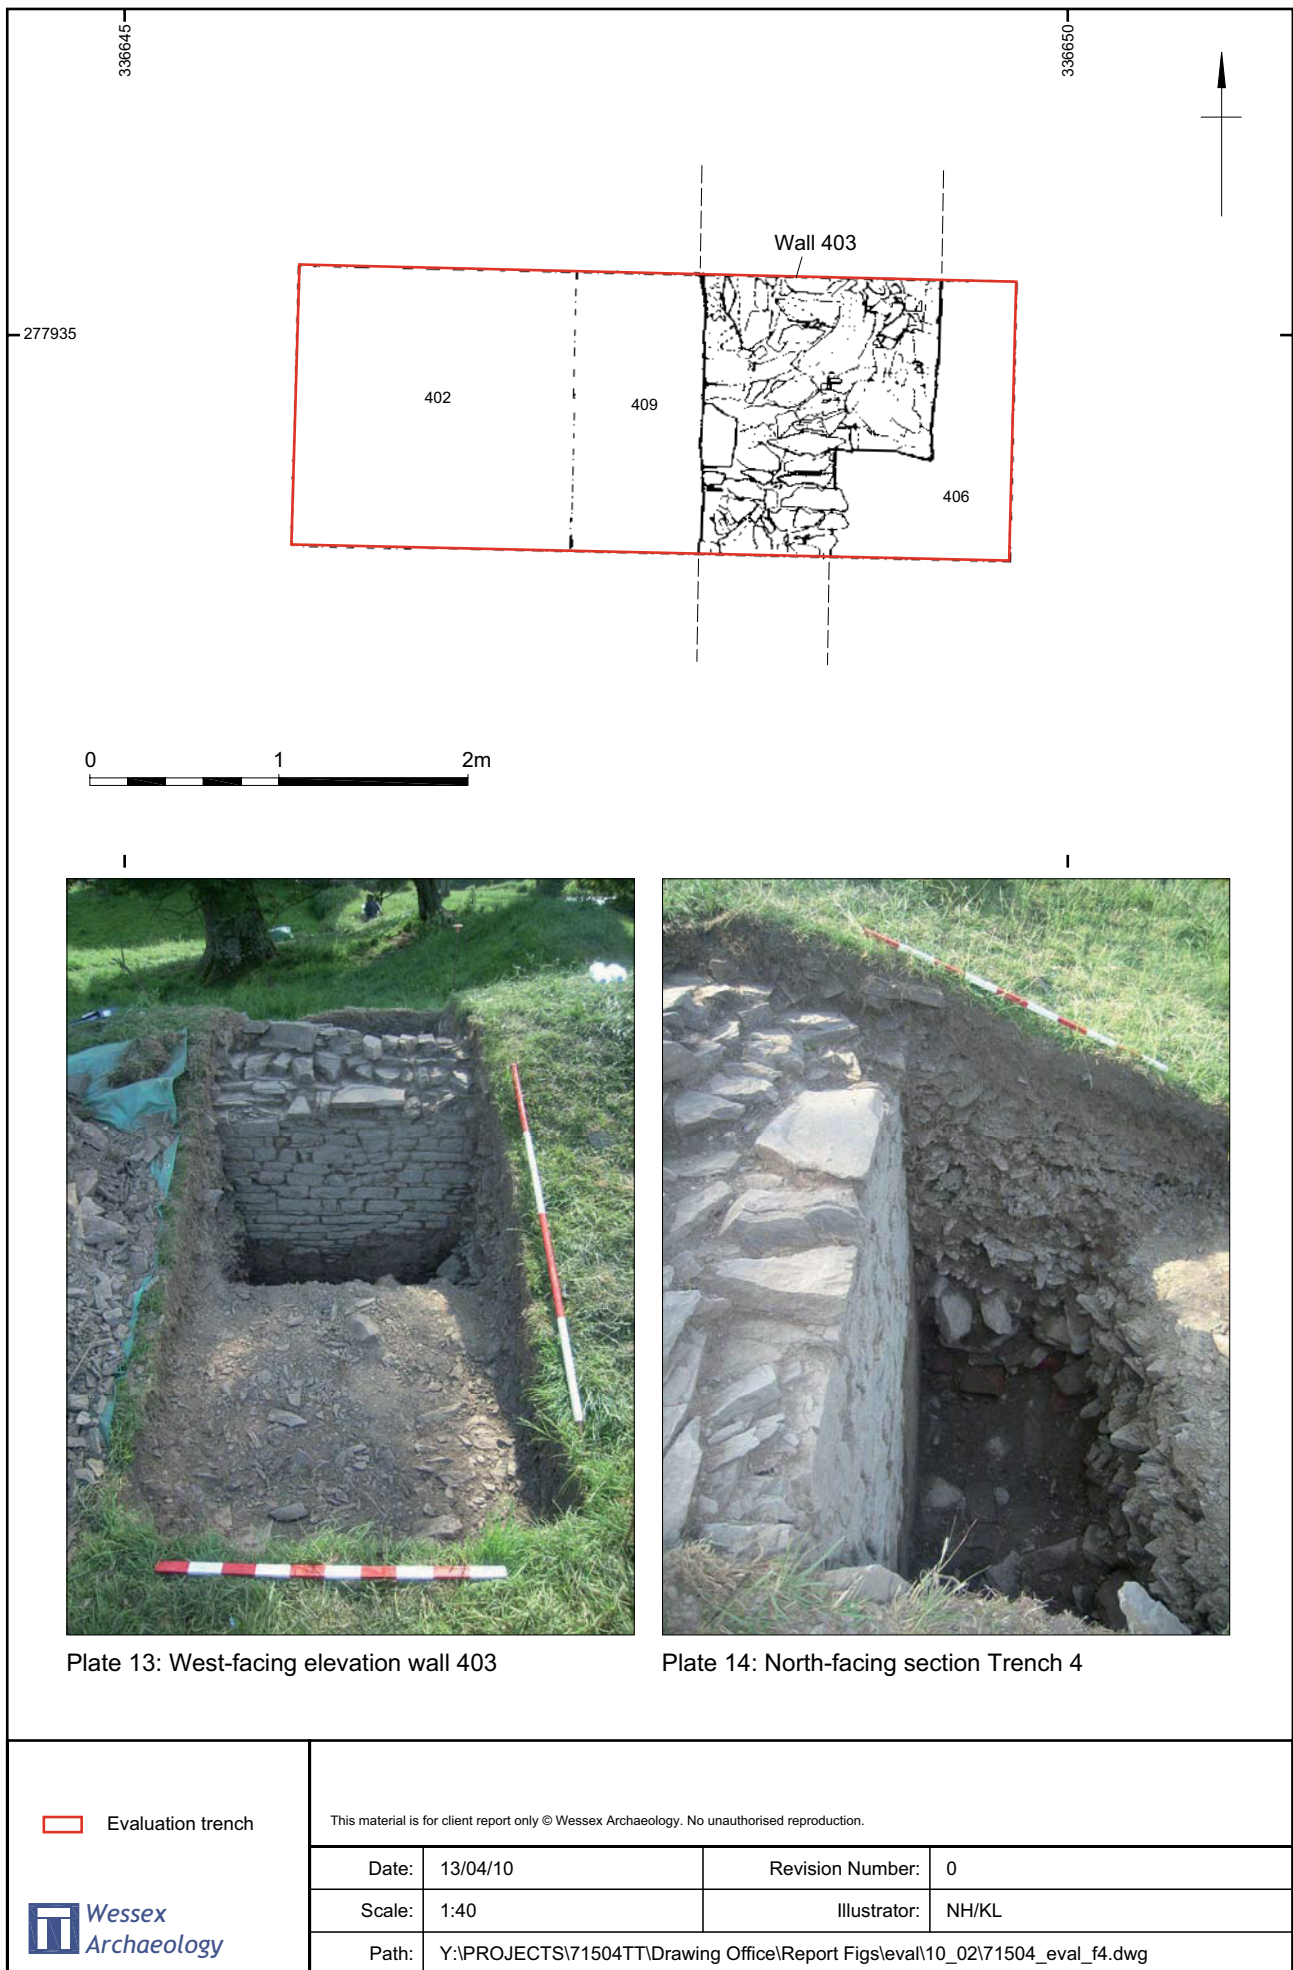 336645
336650
Wall 403
277935
402
409
406
0 1 2m
Plate 13: West-facing elevation wall 403
Plate 14: North-facing section Trench 4
Evaluation trench
Wessex
Archaeology
This material is for client report only © Wessex Archaeology. No unauthorised reproduction.
Date: 13/04/10 Revision Number: 0
Scale: 1:40 Illustrator: NH/KL
Path: Y:\PROJECTS\71504TT\Drawing Office\Report Figs\eval\10_02\71504_eval_f4.dwg